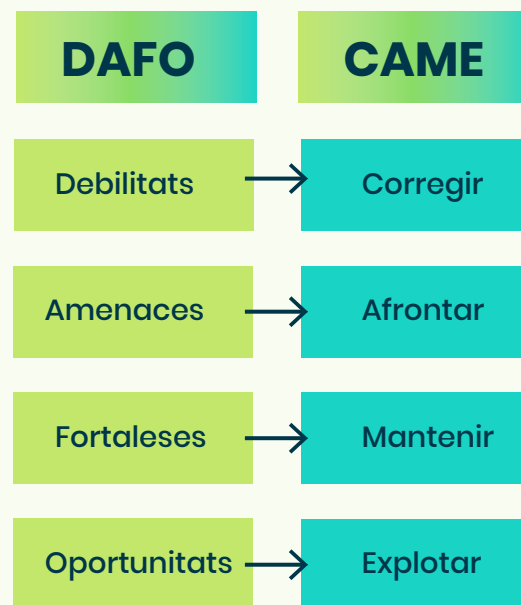 DAFO CAME
Debilitats Corregir
Amenaces Afrontar
Fortaleses Mantenir
Oportunitats Explotar